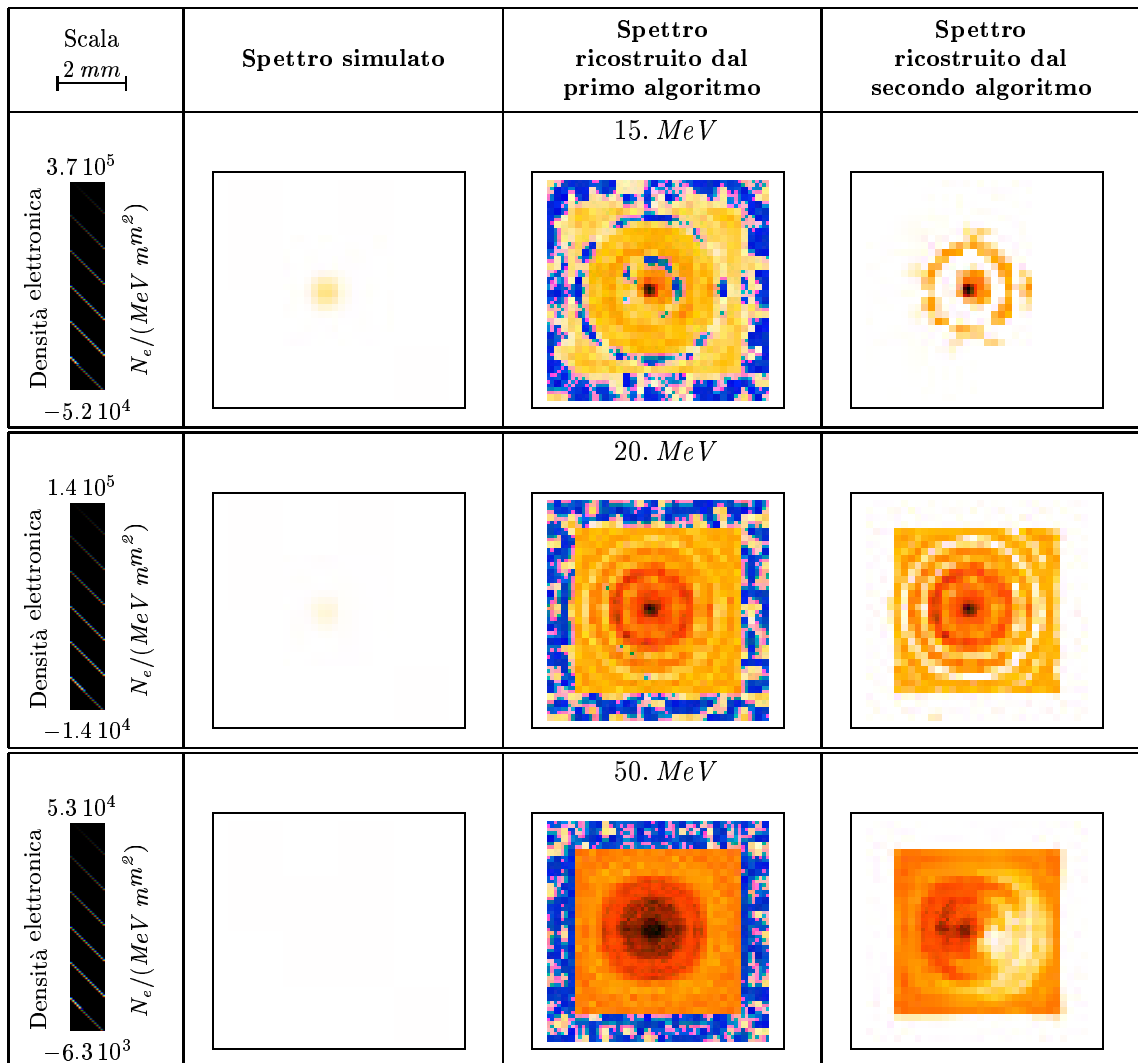 Scala
2 mm
Spettro simulato
Spettro
ricostruito dal
primo algoritmo
Spettro
ricostruito dal
secondo algoritmo
15. MeV
3.7 10^5
Densità elettronica
N_e/(MeV mm^2)
−5.2 10^4
20. MeV
1.4 10^5
Densità elettronica
N_e/(MeV mm^2)
−1.4 10^4
50. MeV
5.3 10^4
Densità elettronica
N_e/(MeV mm^2)
−6.3 10^3